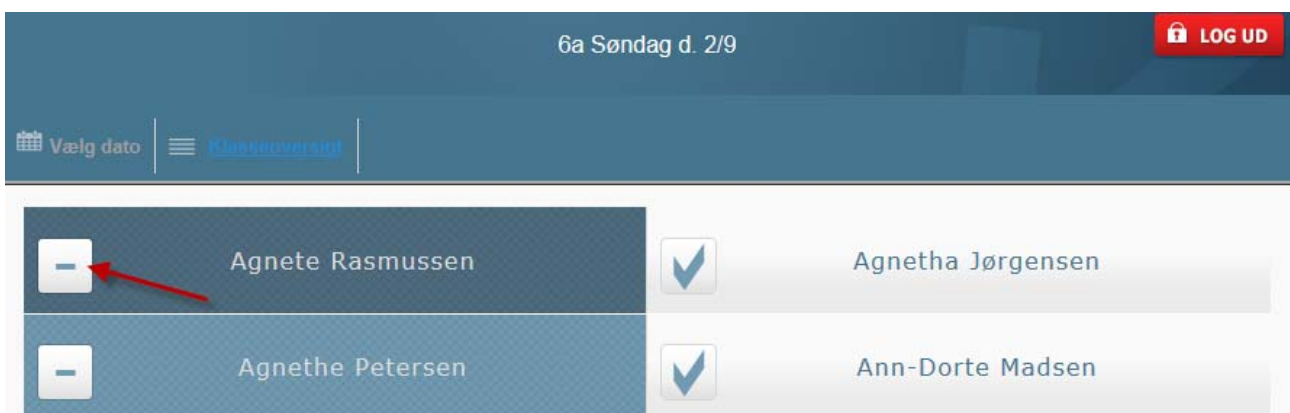 6a Søndag d. 2/9
LOG UD
Vælg dato
Klasseoversigt
Agnete Rasmussen
Agnetha Jørgensen
Agnethe Petersen
Ann-Dorte Madsen